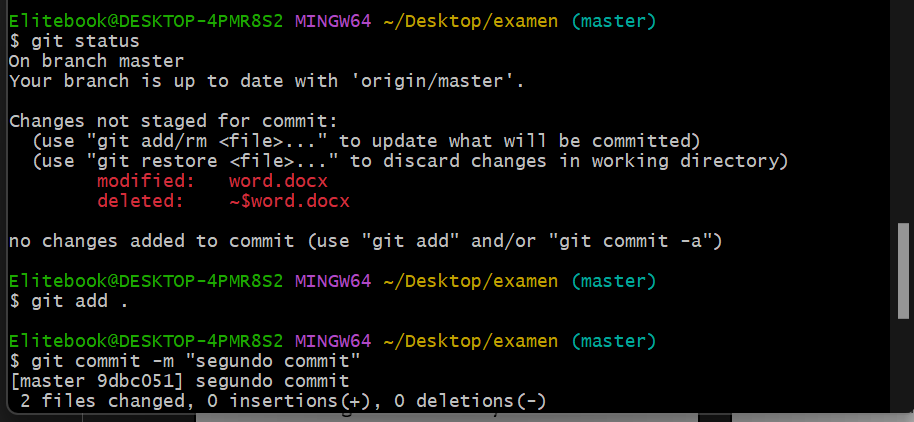 Elitebook@DESKTOP-4PMR8S2 MINGW64 ~/Desktop/examen (master)
$ git status
On branch master
Your branch is up to date with 'origin/master'.
Changes not staged for commit:
(use "git add/rm <file>..." to update what will be committed)
(use "git restore <file>..." to discard changes in working directory)
modified: word.docx
deleted: ~$word.docx
no changes added to commit (use "git add" and/or "git commit -a")
Elitebook@DESKTOP-4PMR8S2 MINGW64 ~/Desktop/examen (master)
$ git add .
Elitebook@DESKTOP-4PMR8S2 MINGW64 ~/Desktop/examen (master)
$ git commit -m "segundo commit"
[master 9dbc051] segundo commit
2 files changed, 0 insertions(+), 0 deletions(-)